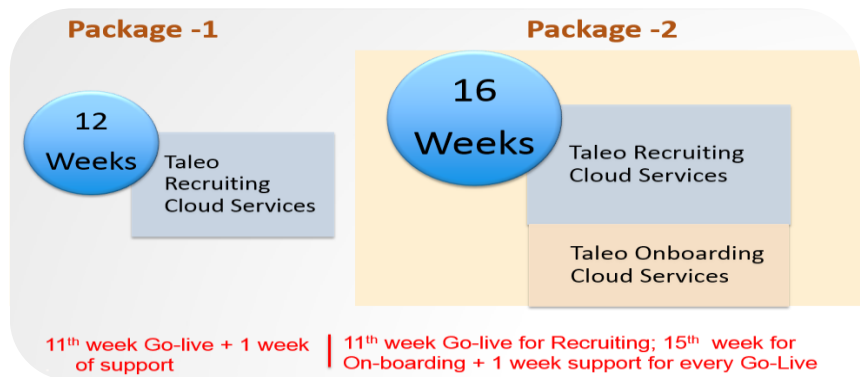 Package -1
12
Weeks
Taleo
Recruiting
Cloud Services
11th week Go-live + 1 week
of support
Package -2
16
Weeks
Taleo Recruiting
Cloud Services
Taleo Onboarding
Cloud Services
11th week Go-live for Recruiting; 15th week for
On-boarding + 1 week support for every Go-Live